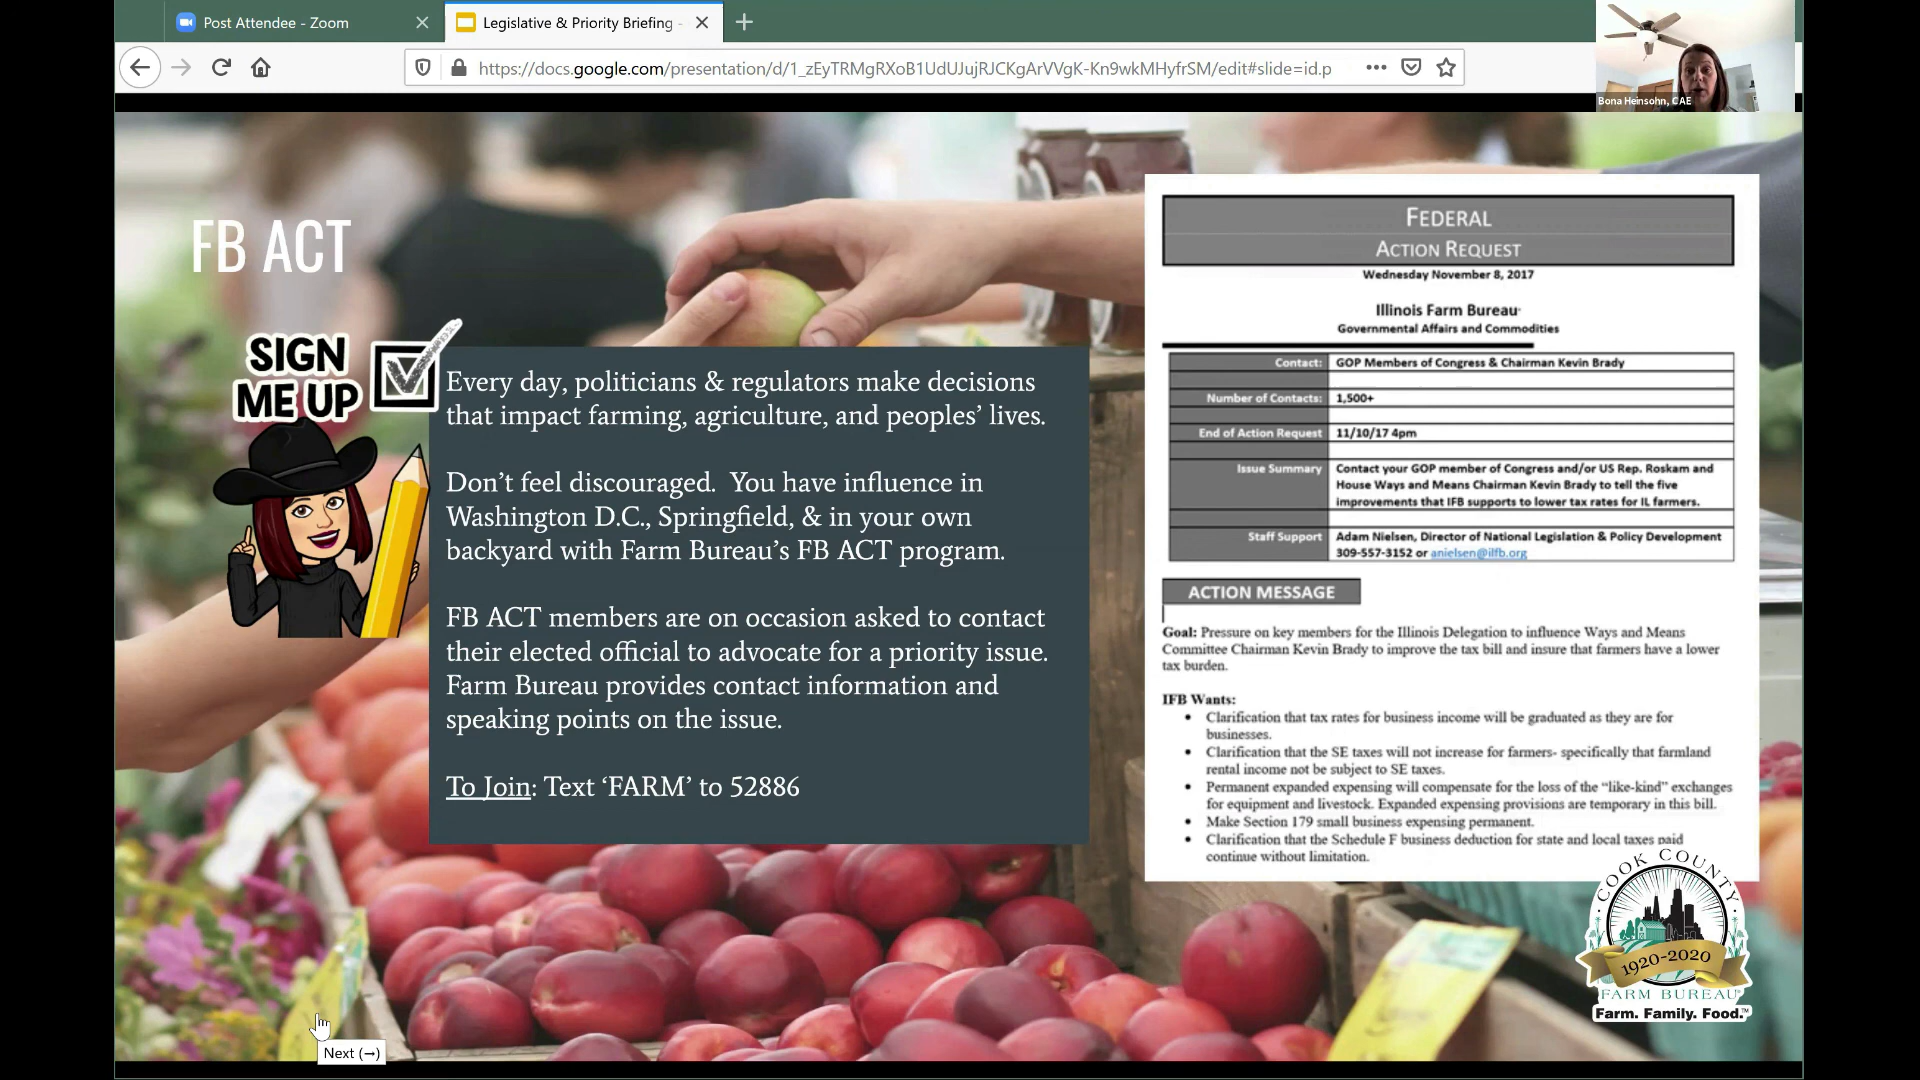 Post Attendee - Zoom
Legislative & Priority Briefing -
https://docs.google.com/presentation/d/1_zEyTRMgRXoB1UdUJujRJCKgArVVgK-Kn9wkMHyfrSM/edit#slide=id.p
Bona Heinsohn, CAE
FB ACT
SIGN
ME UP
Every day, politicians & regulators make decisions
that impact farming, agriculture, and peoples’ lives.
Don’t feel discouraged.  You have influence in
Washington D.C., Springfield, & in your own
backyard with Farm Bureau’s FB ACT program.
FB ACT members are on occasion asked to contact
their elected official to advocate for a priority issue.
Farm Bureau provides contact information and
speaking points on the issue.
To Join: Text ‘FARM’ to 52886
FEDERAL
ACTION REQUEST
Wednesday November 8, 2017
Illinois Farm Bureau
Governmental Affairs and Commodities
Contact: GOP Members of Congress & Chairman Kevin Brady
Number of Contacts: 1,500+
End of Action Request 11/10/17 4pm
Issue Summary Contact your GOP member of Congress and/or US Rep. Roskam and
House Ways and Means Chairman Kevin Brady to tell the five
improvements that IFB supports to lower tax rates for IL farmers.
Staff Support Adam Nielsen, Director of National Legislation & Policy Development
309-557-3152 or anielsen@ilfb.org
ACTION MESSAGE
Goal: Pressure on key members for the Illinois Delegation to influence Ways and Means
Committee Chairman Kevin Brady to improve the tax bill and insure that farmers have a lower
tax burden.
IFB Wants:
• Clarification that tax rates for business income will be graduated as they are for
businesses.
• Clarification that the SE taxes will not increase for farmers- specifically that farmland
rental income not be subject to SE taxes.
• Permanent expanded expensing will compensate for the loss of the “like-kind” exchanges
for equipment and livestock. Expanded expensing provisions are temporary in this bill.
• Make Section 179 small business expensing permanent.
• Clarification that the Schedule F business deduction for state and local taxes paid
continue without limitation.
COOK COUNTY
1920-2020
FARM BUREAU
Farm. Family. Food.™
Next (→)